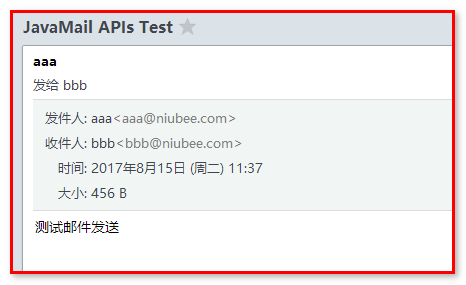 JavaMail APIs Test
aaa
发给 bbb
发件人: aaa<aaa@niubee.com>
收件人: bbb<bbb@niubee.com>
时间: 2017年8月15日 (周二) 11:37
大小: 456 B
测试邮件发送